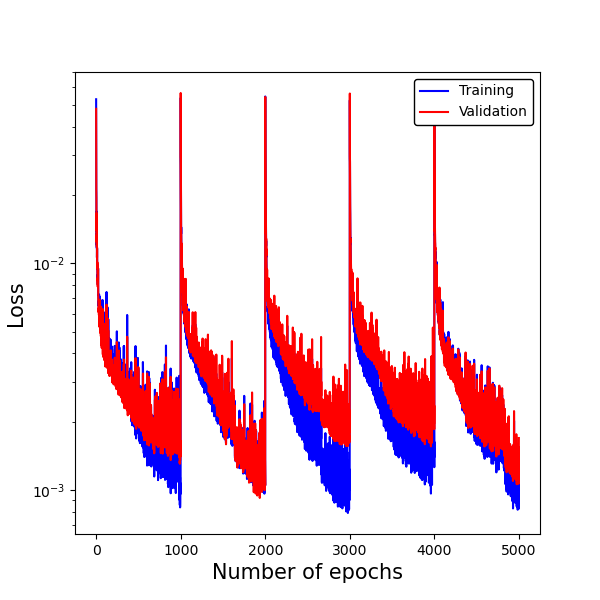 Training
Validation
10⁻²
10⁻³
Loss
0 1000 2000 3000 4000 5000
Number of epochs